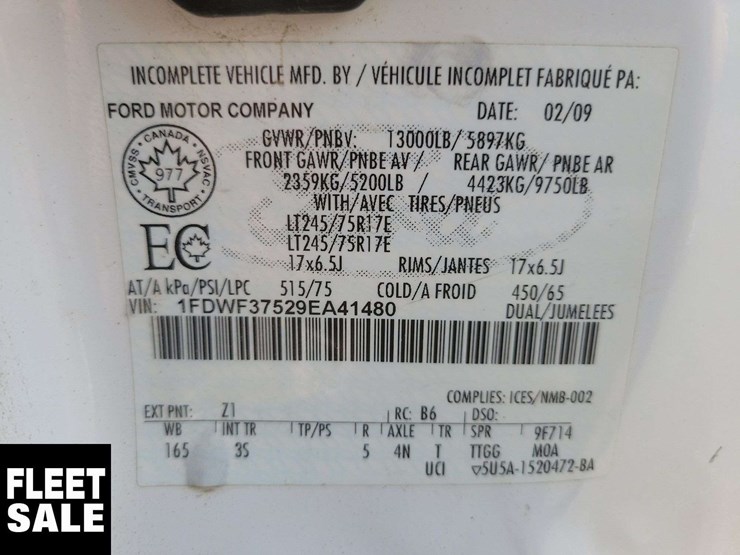 INCOMPLETE VEHICLE MFD. BY / VÉHICULE INCOMPLET FABRIQUÉ PA:
FORD MOTOR COMPANY DATE: 02/09
GVWR/PNBV: 13000LB/ 5897KG
FRONT GAWR/PNBE AV / REAR GAWR/ PNBE AR
2359KG/5200LB / 4423KG/9750LB
WITH/AVEC TIRES/PNEUS
LT245/75R17E
LT245/75R17E
17x6.5J RIMS/JANTES 17x6.5J
AT/A kPa/PSI/LPC 515/75 COLD/A FROID 450/65
VIN: 1FDWF37529EA41480 DUAL/JUMELEES
CANADA
CMVSS 977 NSVAC
TRANSPORT
EC
COMPLIES: ICES/NMB-002
EXT PNT: Z1 RC: B6 DSO:
WB INT TR TP/PS R AXLE TR SPR 9F714
165 3S 5 4N T TTGG MOA
UCI 5U5A-1520472-BA
FLEET
SALE